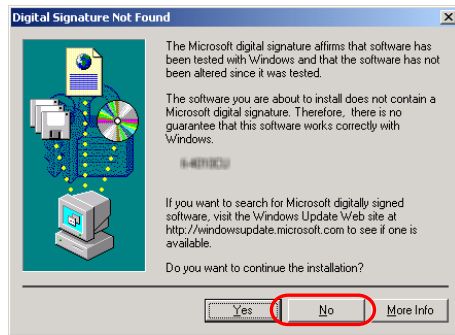 Digital Signature Not Found
The Microsoft digital signature affirms that software has
been tested with Windows and that the software has not
been altered since it was tested.
The software you are about to install does not contain a
Microsoft digital signature. Therefore, there is no
guarantee that this software works correctly with
Windows.
If you want to search for Microsoft digitally signed
software, visit the Windows Update Web site at
http://windowsupdate.microsoft.com to see if one is
available.
Do you want to continue the installation?
Yes No More Info